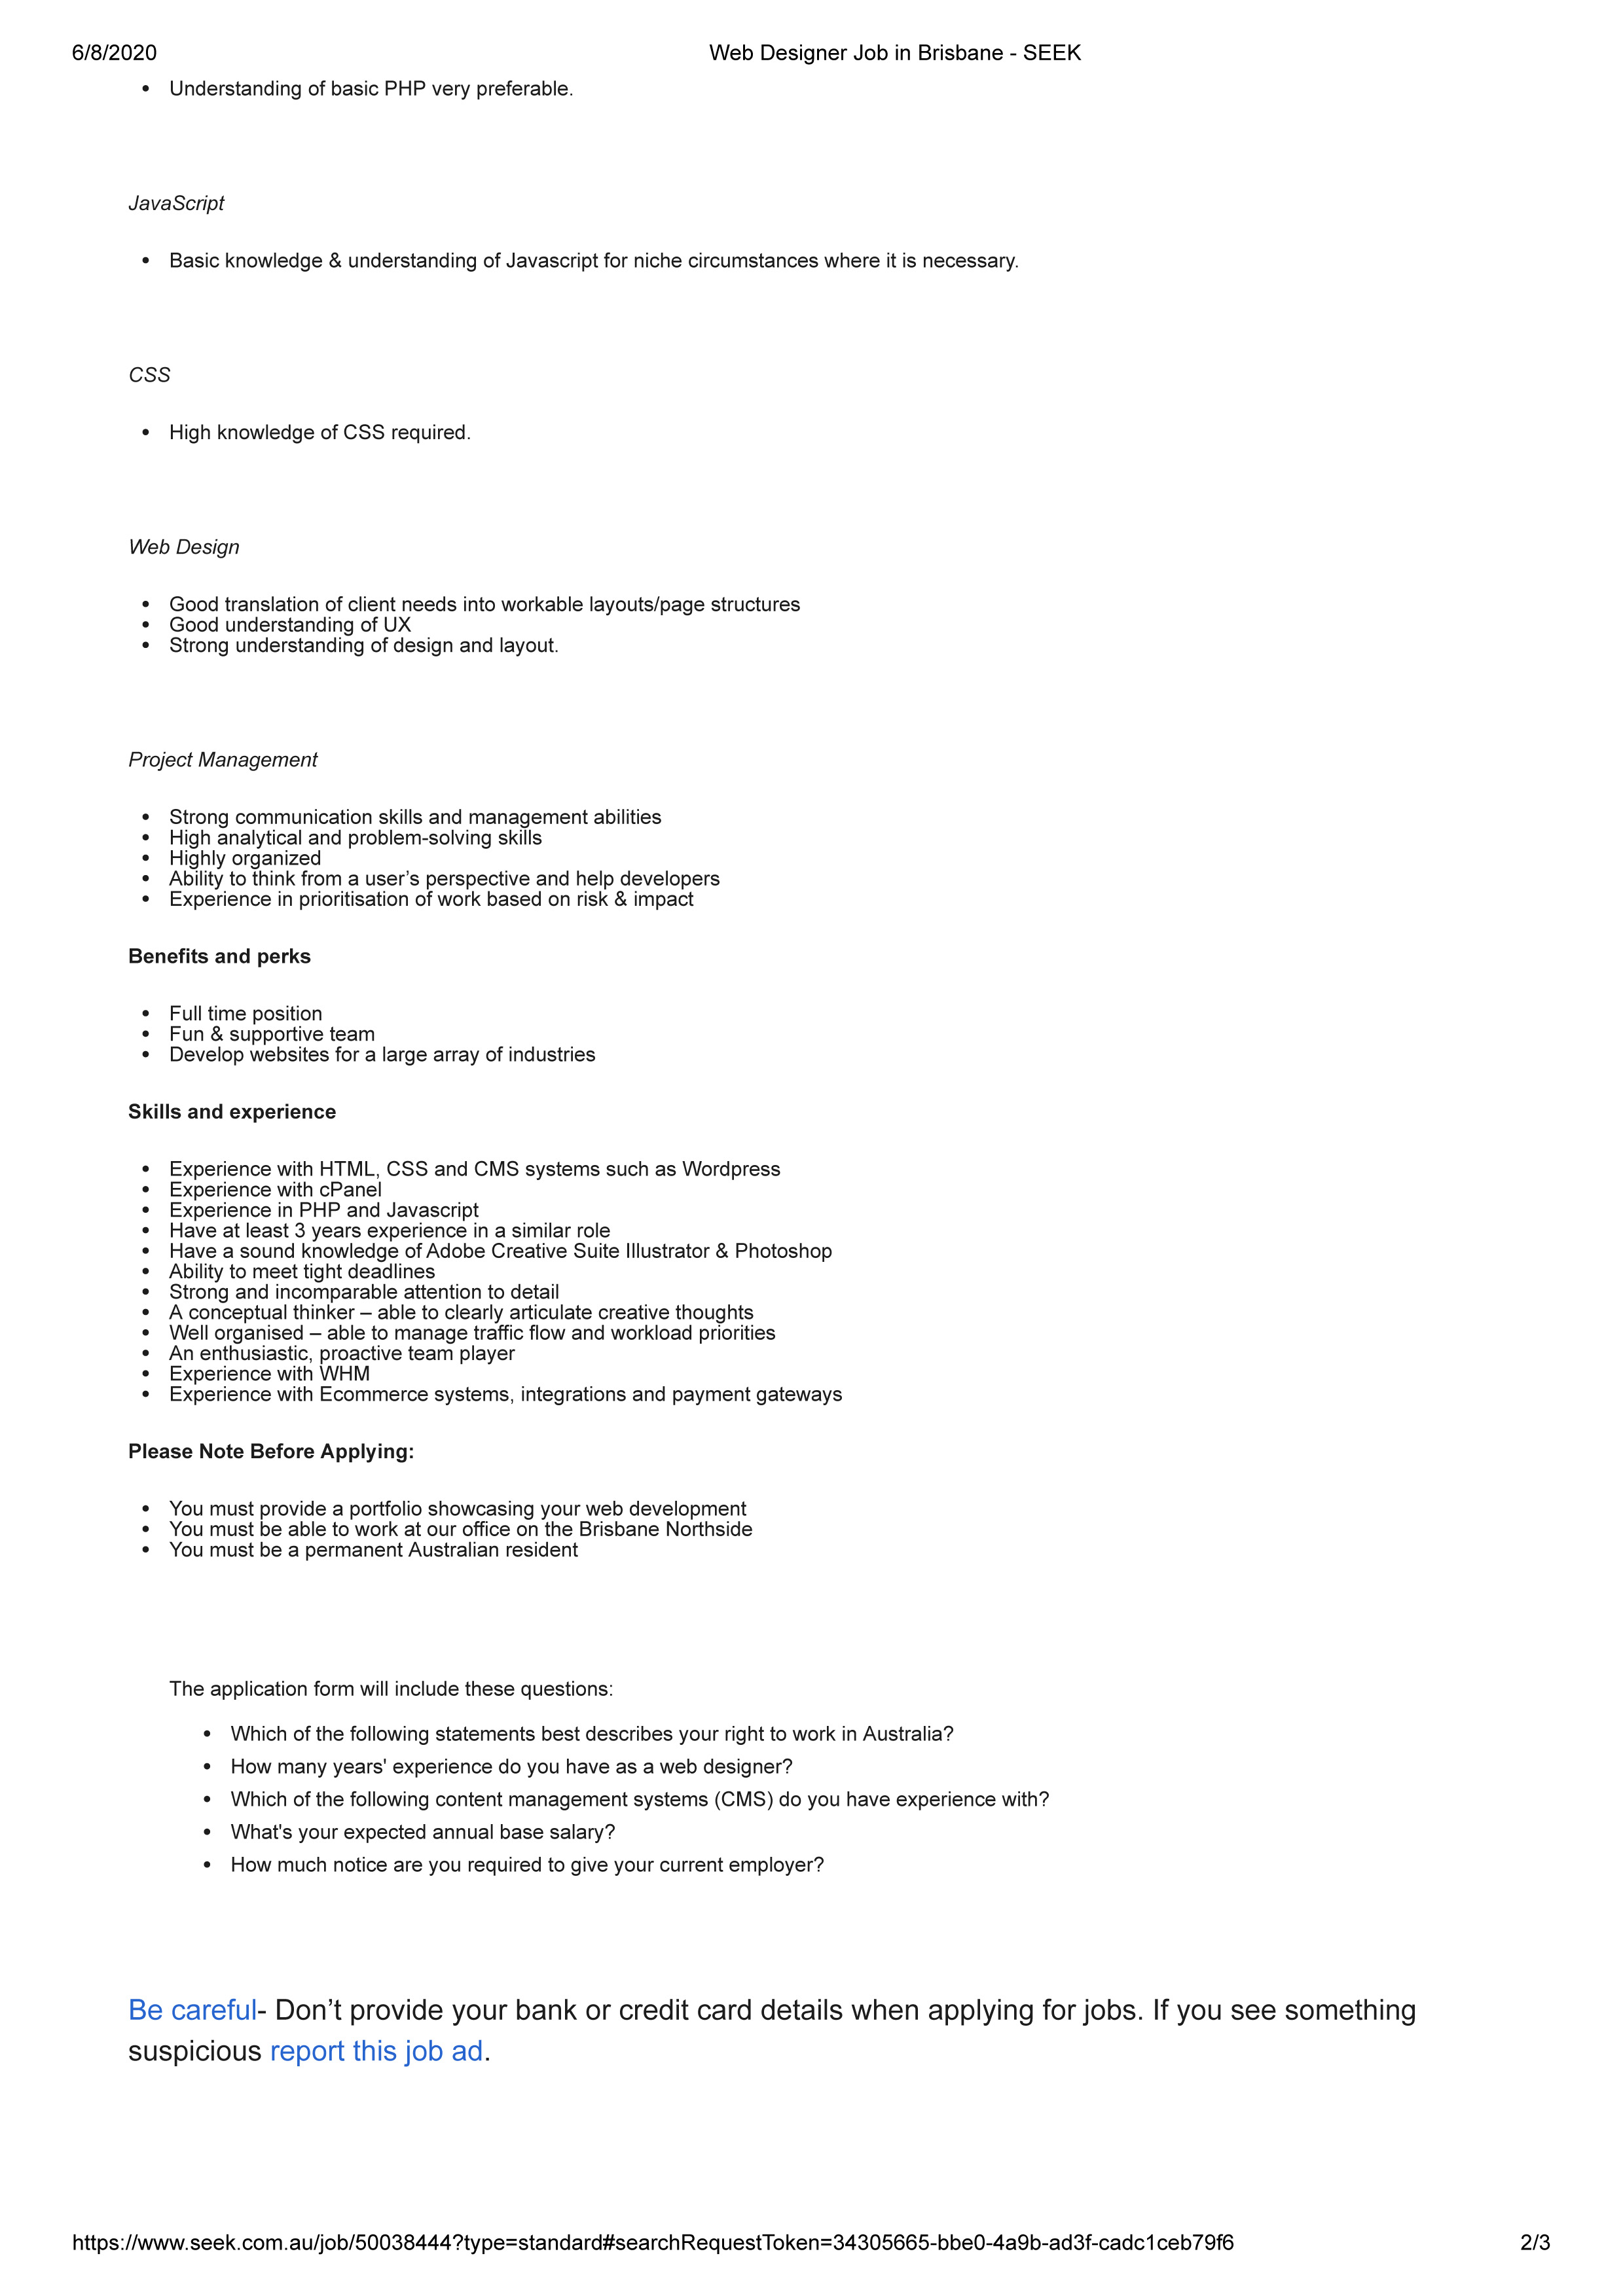 6/8/2020 Web Designer Job in Brisbane - SEEK
• Understanding of basic PHP very preferable.
JavaScript
• Basic knowledge & understanding of Javascript for niche circumstances where it is necessary.
CSS
• High knowledge of CSS required.
Web Design
• Good translation of client needs into workable layouts/page structures
• Good understanding of UX
• Strong understanding of design and layout.
Project Management
• Strong communication skills and management abilities
• High analytical and problem-solving skills
• Highly organized
• Ability to think from a user’s perspective and help developers
• Experience in prioritisation of work based on risk & impact
Benefits and perks
• Full time position
• Fun & supportive team
• Develop websites for a large array of industries
Skills and experience
• Experience with HTML, CSS and CMS systems such as Wordpress
• Experience with cPanel
• Experience in PHP and Javascript
• Have at least 3 years experience in a similar role
• Have a sound knowledge of Adobe Creative Suite Illustrator & Photoshop
• Ability to meet tight deadlines
• Strong and incomparable attention to detail
• A conceptual thinker – able to clearly articulate creative thoughts
• Well organised – able to manage traffic flow and workload priorities
• An enthusiastic, proactive team player
• Experience with WHM
• Experience with Ecommerce systems, integrations and payment gateways
Please Note Before Applying:
• You must provide a portfolio showcasing your web development
• You must be able to work at our office on the Brisbane Northside
• You must be a permanent Australian resident
The application form will include these questions:
• Which of the following statements best describes your right to work in Australia?
• How many years' experience do you have as a web designer?
• Which of the following content management systems (CMS) do you have experience with?
• What's your expected annual base salary?
• How much notice are you required to give your current employer?
Be careful- Don’t provide your bank or credit card details when applying for jobs. If you see something
suspicious report this job ad.
https://www.seek.com.au/job/50038444?type=standard#searchRequestToken=34305665-bbe0-4a9b-ad3f-cadc1ceb79f6 2/3